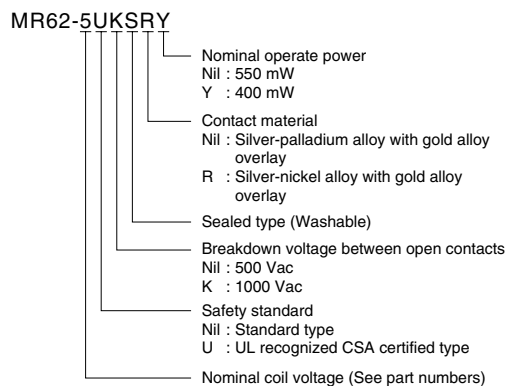 MR62-5UKSRY
Nominal operate power
Nil : 550 mW
Y : 400 mW
Contact material
Nil : Silver-palladium alloy with gold alloy
overlay
R : Silver-nickel alloy with gold alloy
overlay
Sealed type (Washable)
Breakdown voltage between open contacts
Nil : 500 Vac
K : 1000 Vac
Safety standard
Nil : Standard type
U : UL recognized CSA certified type
Nominal coil voltage (See part numbers)